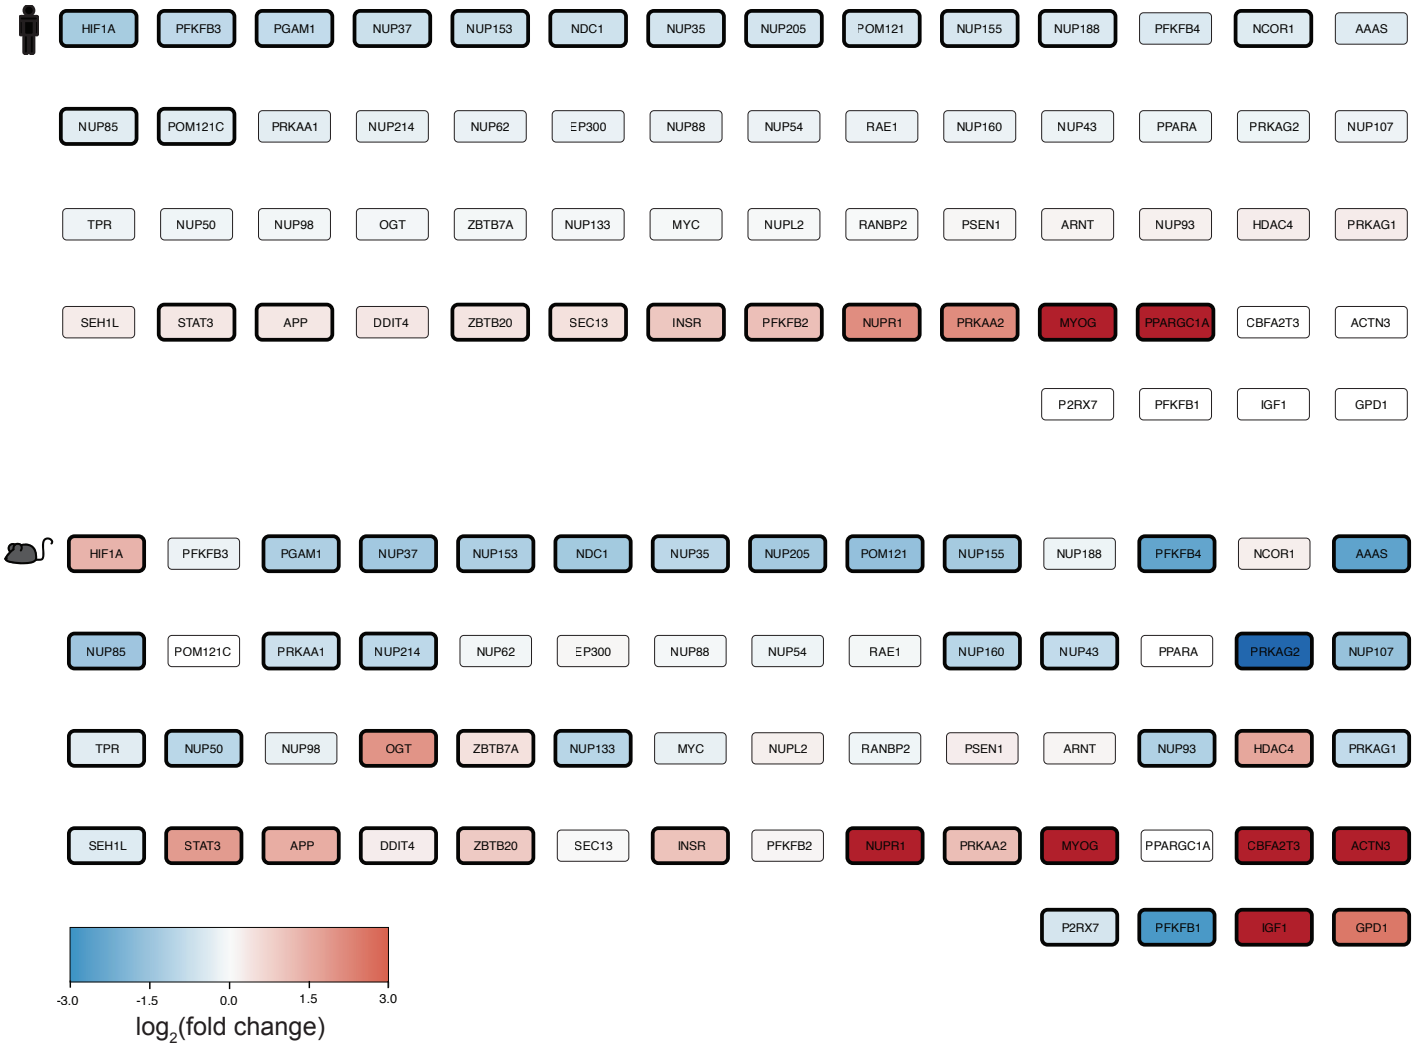 HIF1A PFKFB3 PGAM1 NUP37 NUP153 NDC1 NUP35 NUP205 POM121 NUP155 NUP188 PFKFB4 NCOR1 AAAS
NUP85 POM121C PRKAA1 NUP214 NUP62 EP300 NUP88 NUP54 RAE1 NUP160 NUP43 PPARA PRKAG2 NUP107
TPR NUP50 NUP98 OGT ZBTB7A NUP133 MYC NUPL2 RANBP2 PSEN1 ARNT NUP93 HDAC4 PRKAG1
SEH1L STAT3 APP DDIT4 ZBTB20 SEC13 INSR PFKFB2 NUPR1 PRKAA2 MYOG PPARGC1A CBFA2T3 ACTN3
P2RX7 PFKFB1 IGF1 GPD1
HIF1A PFKFB3 PGAM1 NUP37 NUP153 NDC1 NUP35 NUP205 POM121 NUP155 NUP188 PFKFB4 NCOR1 AAAS
NUP85 POM121C PRKAA1 NUP214 NUP62 EP300 NUP88 NUP54 RAE1 NUP160 NUP43 PPARA PRKAG2 NUP107
TPR NUP50 NUP98 OGT ZBTB7A NUP133 MYC NUPL2 RANBP2 PSEN1 ARNT NUP93 HDAC4 PRKAG1
SEH1L STAT3 APP DDIT4 ZBTB20 SEC13 INSR PFKFB2 NUPR1 PRKAA2 MYOG PPARGC1A CBFA2T3 ACTN3
P2RX7 PFKFB1 IGF1 GPD1
-3.0 -1.5 0.0 1.5 3.0
log2(fold change)